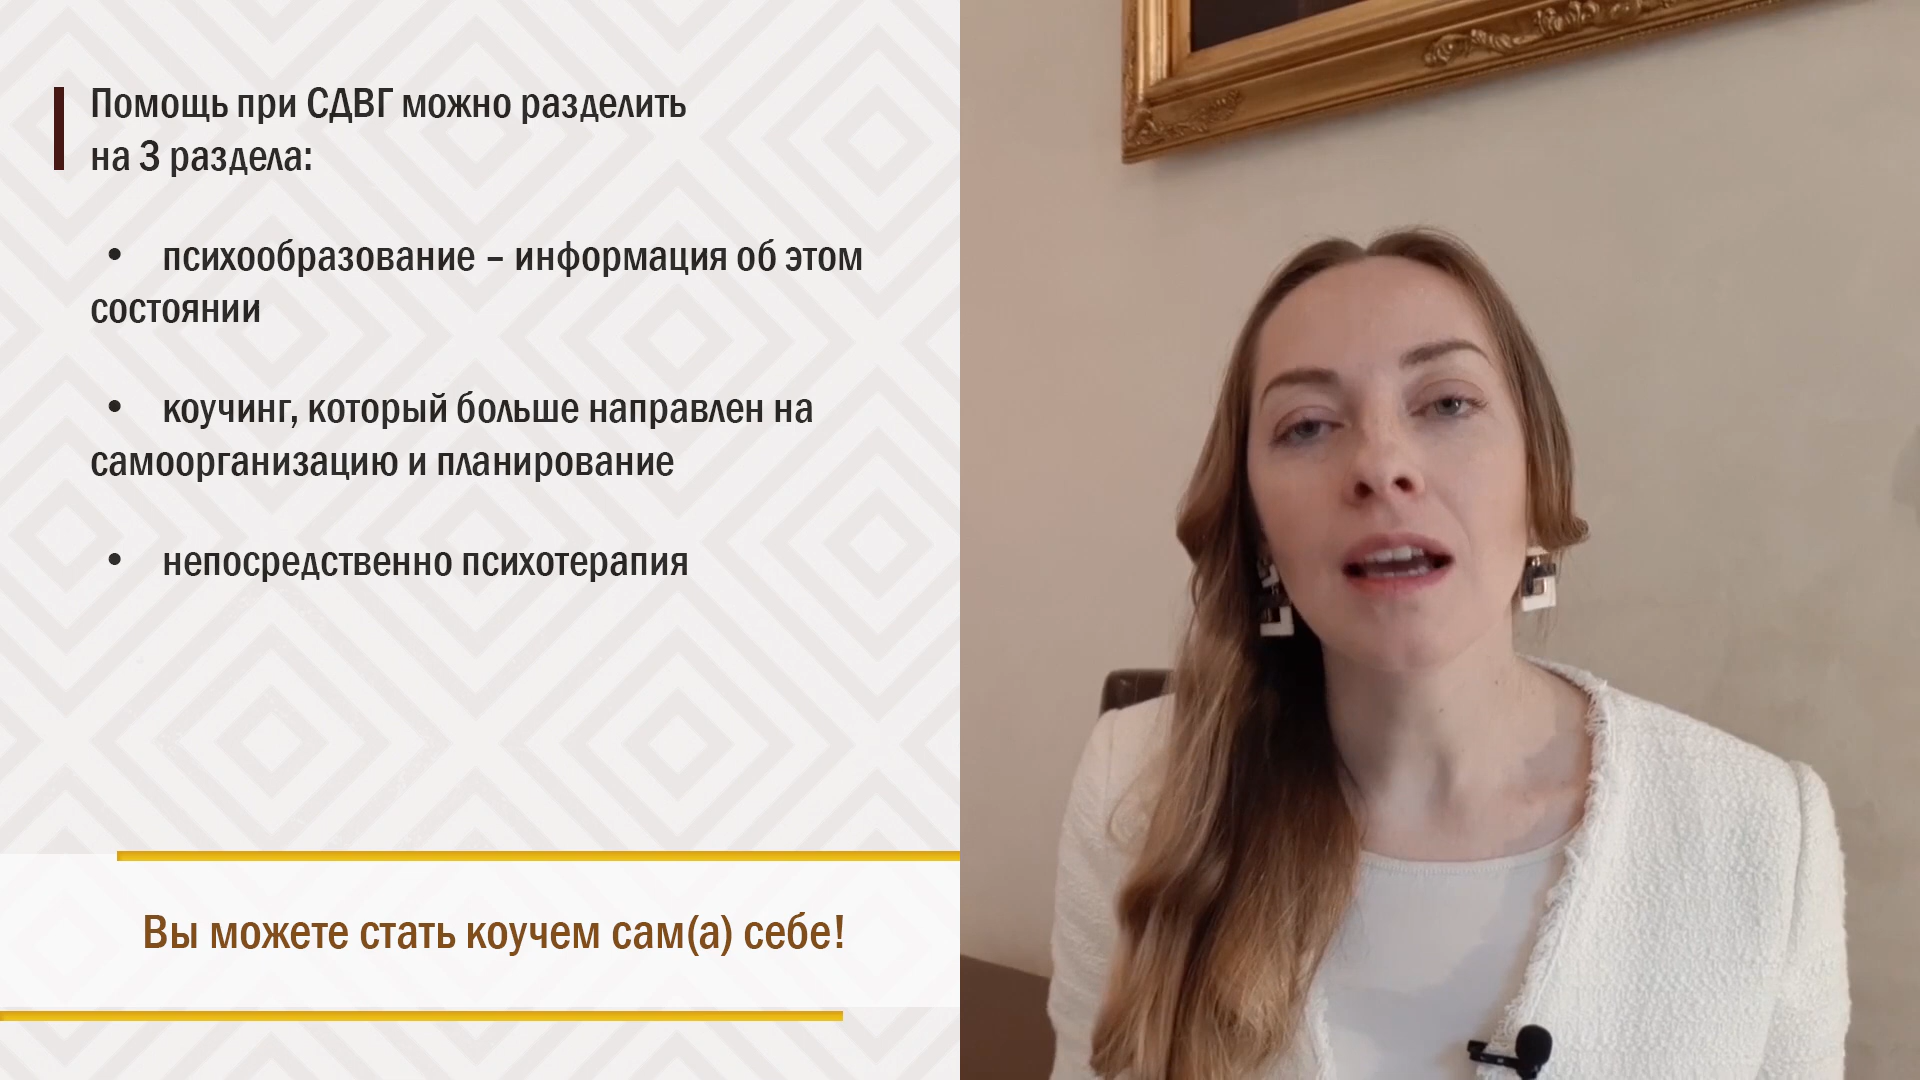 Помощь при СДВГ можно разделить
на 3 раздела:
• психообразование – информация об этом
состоянии
• коучинг, который больше направлен на
самоорганизацию и планирование
• непосредственно психотерапия
Вы можете стать коучем сам(а) себе!